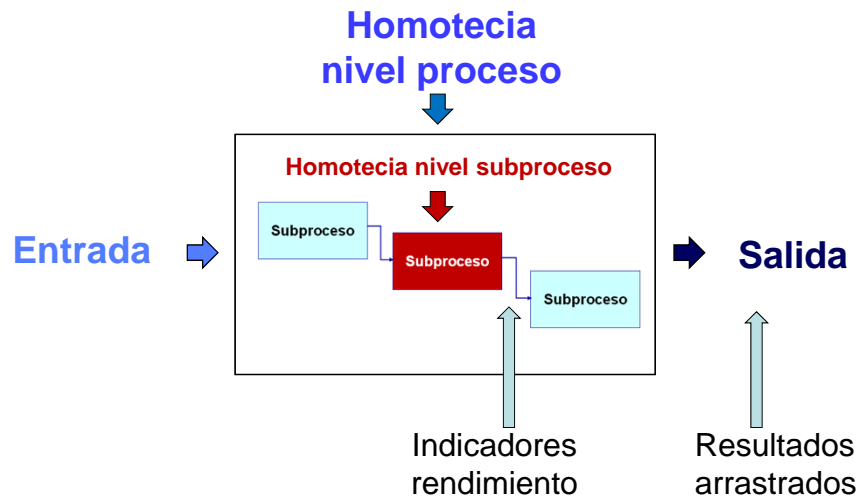 Homotecia
nivel proceso
Homotecia nivel subproceso
Subproceso
Subproceso
Subproceso
Entrada
Salida
Indicadores
rendimiento
Resultados
arrastrados